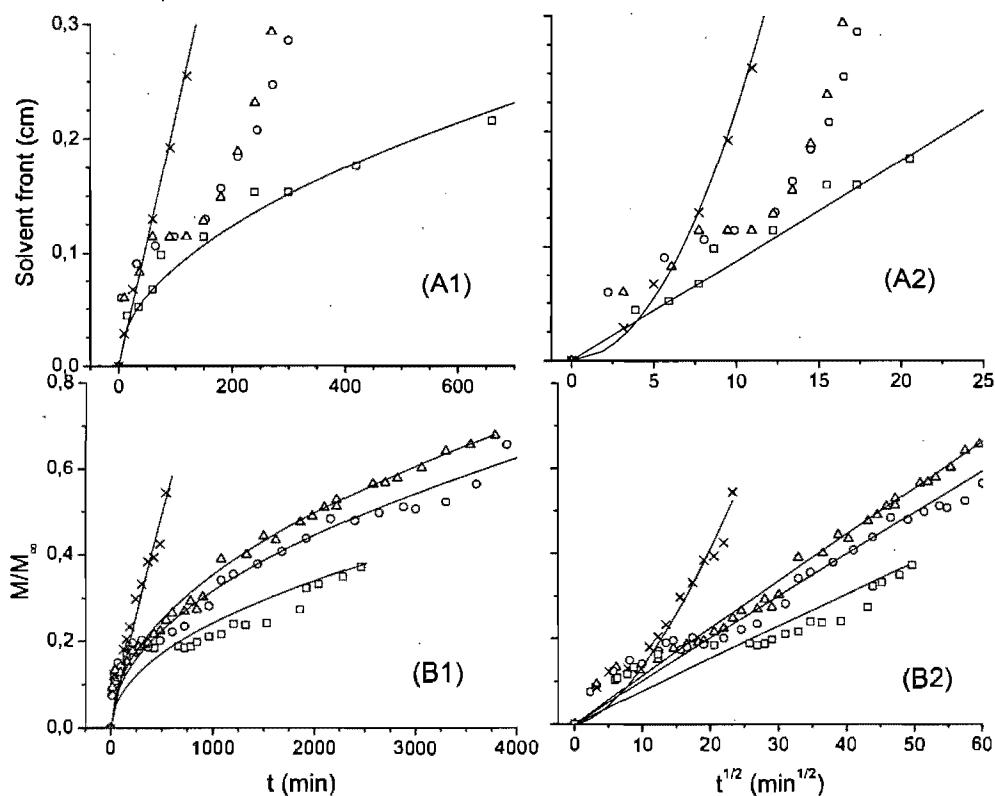 0,3
0,2
0,1
0,0
Solvent front (cm)
(A1)
0 200 400 600
(A2)
0 5 10 15 20 25
0,8
0,6
0,4
0,2
0,0
M/M∞
(B1)
0 1000 2000 3000 4000
t (min)
(B2)
0 10 20 30 40 50 60
t^{1/2} (min^{1/2})